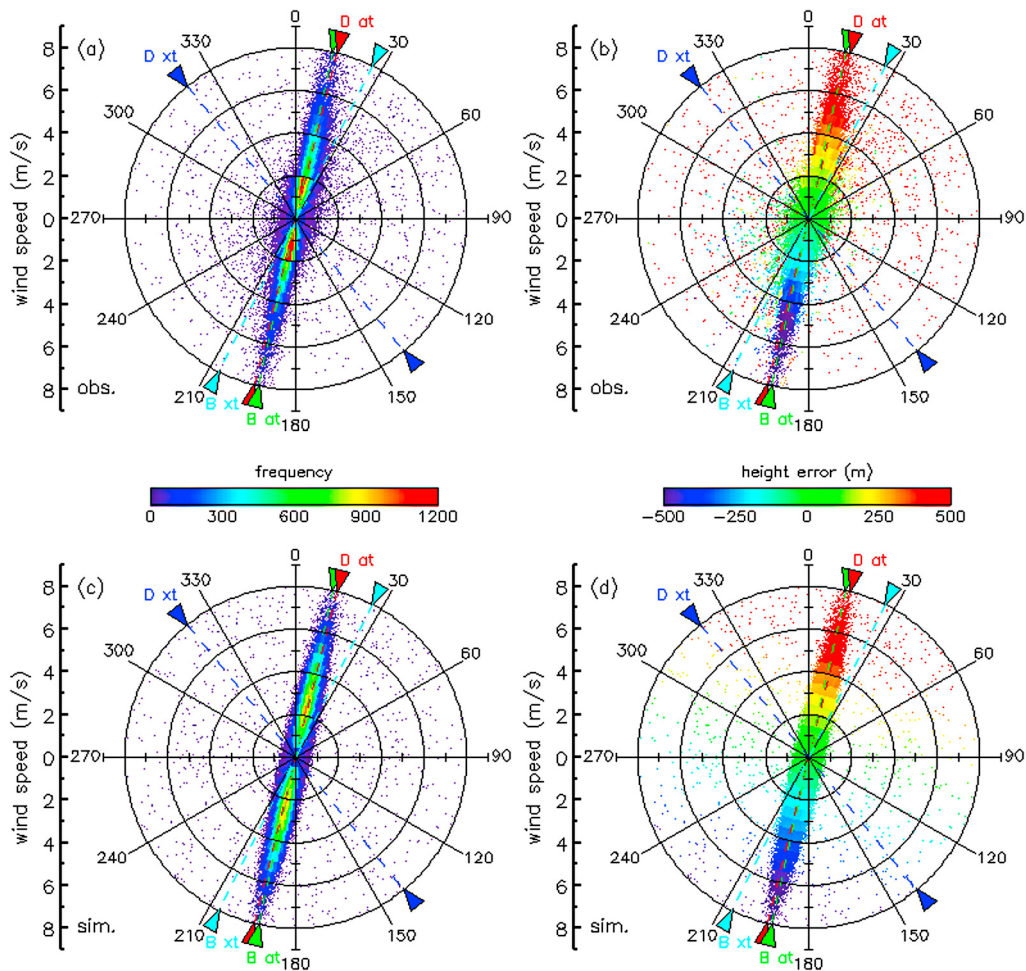 0 D at 0 D at
8 (a) 330 30 8 (b) 330 30
D xt D xt
6 6
300 60 300 60
4 4
2 2
wind speed (m/s) wind speed (m/s)
0 270 90 0 270 90
2 2
4 4
240 120 240 120
6 6
8 obs. 210 B xt 150 8 obs. 210 B xt 150
B at B at
180 180
frequency height error (m)
0 300 600 900 1200 −500 −250 0 250 500
0 D at 0 D at
8 (c) 330 30 8 (d) 330 30
D xt D xt
6 6
300 60 300 60
4 4
2 2
wind speed (m/s) wind speed (m/s)
0 270 90 0 270 90
2 2
4 4
240 120 240 120
6 6
8 sim. 210 B xt 150 8 sim. 210 B xt 150
B at B at
180 180